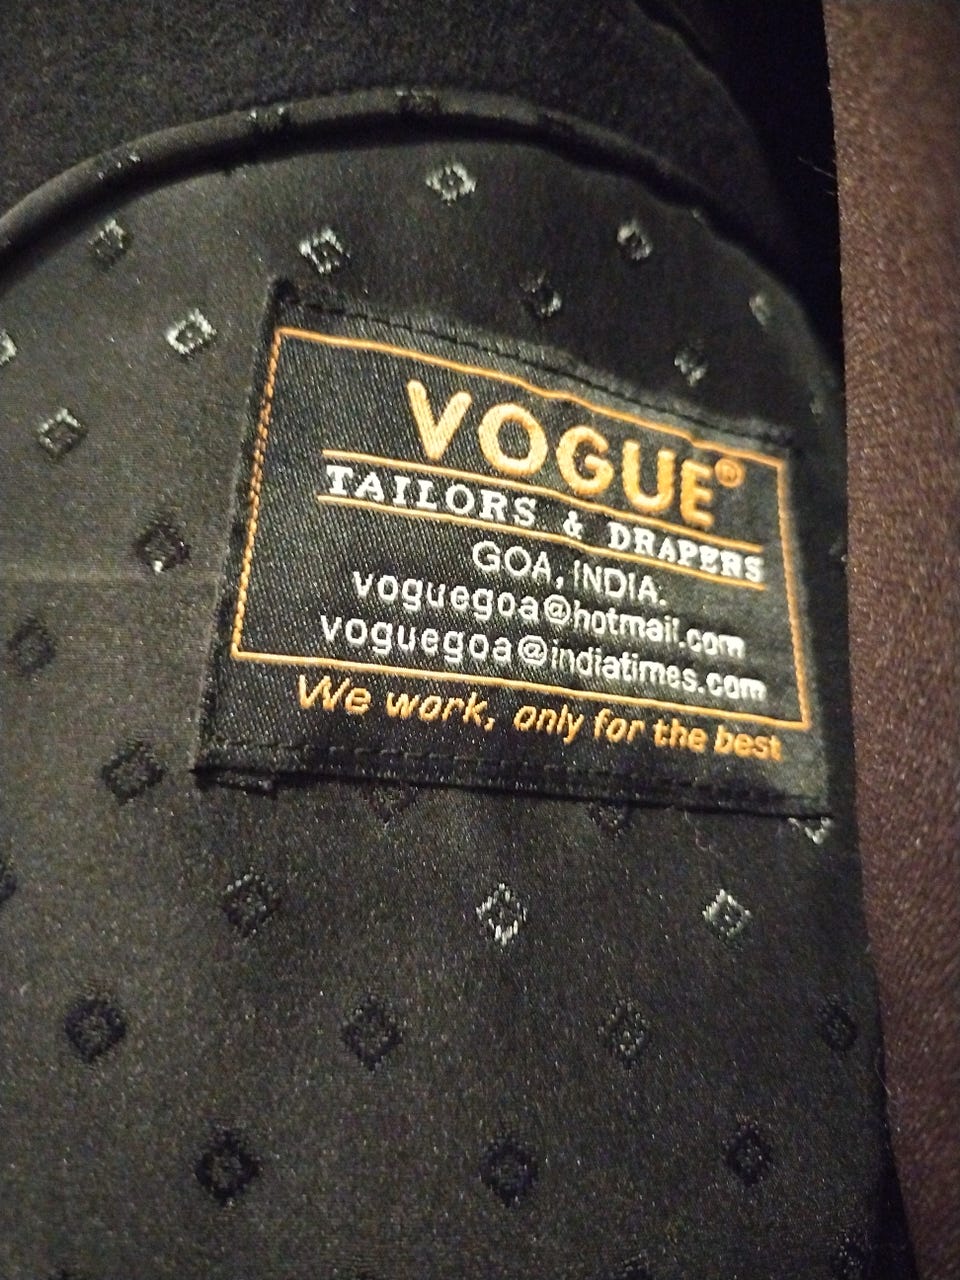 VOGUE®
TAILORS & DRAPERS
GOA, INDIA.
voguegoa@hotmail.com
voguegoa@indiatimes.com
We work, only for the best